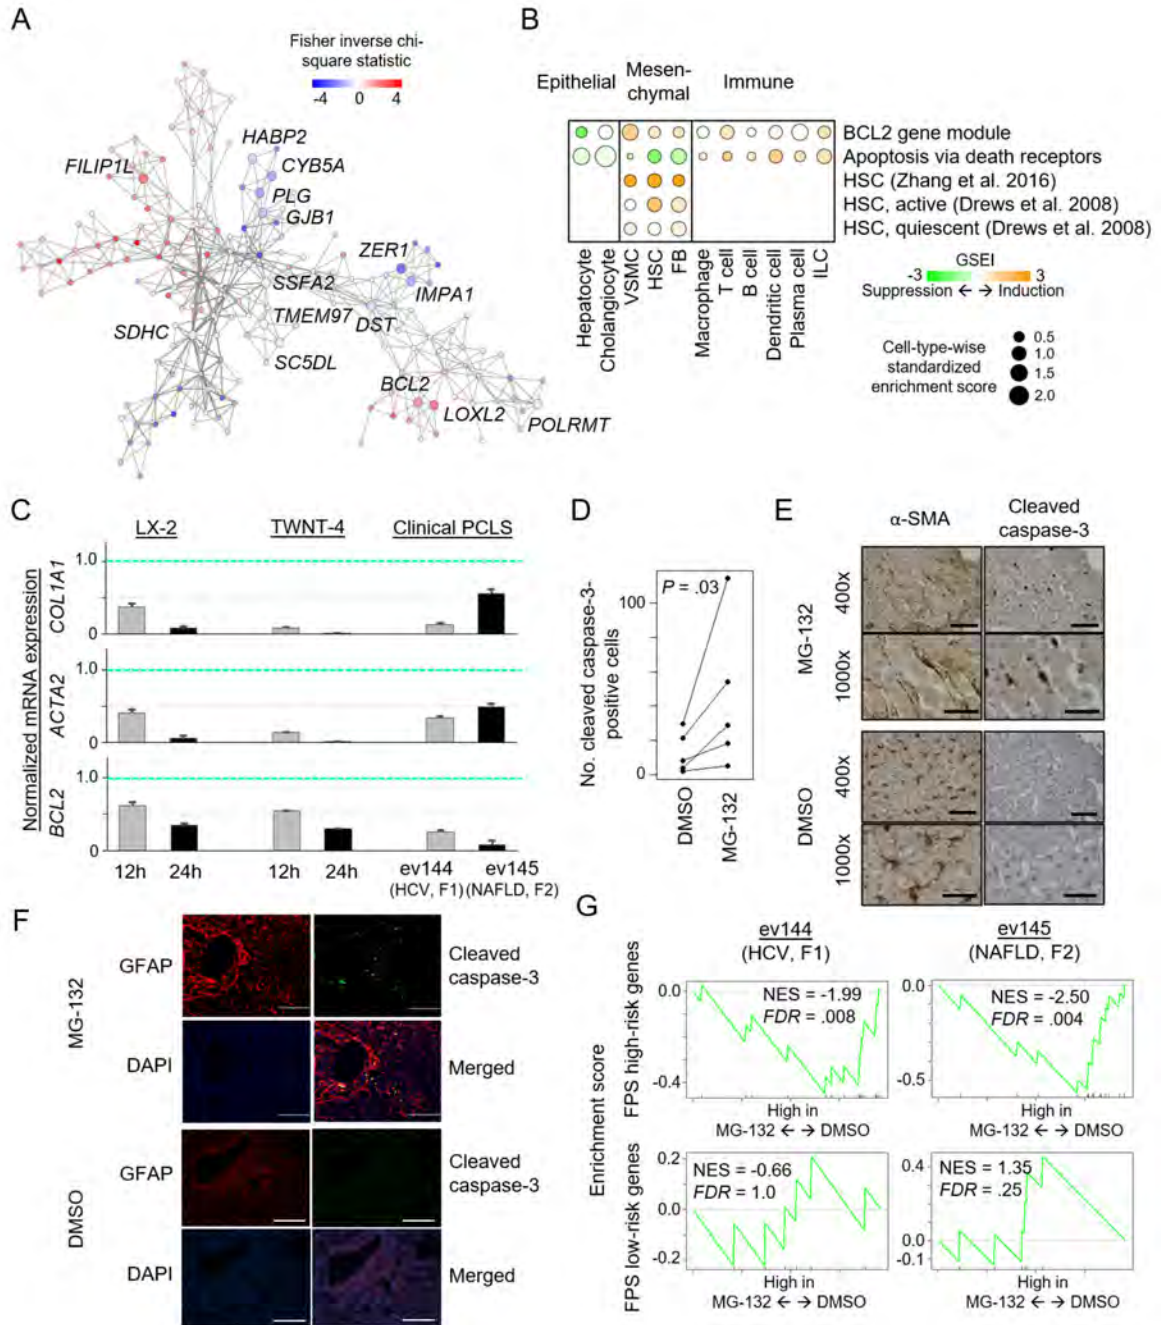 A
Fisher inverse chi-
square statistic
-4 0 4
HABP2
CYB5A
FILIP1L
PLG
GJB1
ZER1
SSFA2
IMPA1
TMEM97
DST
SDHC
SC5DL
BCL2
LOXL2
POLRMT
B
Epithelial
Mesen-
chymal
Immune
BCL2 gene module
Apoptosis via death receptors
HSC (Zhang et al. 2016)
HSC, active (Drews et al. 2008)
HSC, quiescent (Drews et al. 2008)
Hepatocyte
Cholangiocyte
VSMC
HSC
FB
Macrophage
T cell
B cell
Dendritic cell
Plasma cell
ILC
GSEI
-3 3
Suppression ← → Induction
Cell-type-wise
standardized
enrichment score
0.5
1.0
1.5
2.0
C
LX-2 TWNT-4 Clinical PCLS
Normalized mRNA expression
COL1A1
1.0
0
ACTA2
1.0
0
BCL2
1.0
0
12h 24h 12h 24h ev144 ev145
(HCV, F1) (NAFLD, F2)
D
No. cleaved caspase-3-
positive cells
P = .03
100
0
DMSO
MG-132
E
α-SMA
Cleaved
caspase-3
MG-132
400x
1000x
DMSO
400x
1000x
F
MG-132
GFAP
Cleaved
caspase-3
DAPI
Merged
DMSO
GFAP
Cleaved
caspase-3
DAPI
Merged
G
ev144
(HCV, F1)
ev145
(NAFLD, F2)
Enrichment score
FPS high-risk genes
0.0
-0.4
NES = -1.99
FDR = .008
High in
MG-132 ← → DMSO
0.0
-0.5
NES = -2.50
FDR = .004
High in
MG-132 ← → DMSO
FPS low-risk genes
0.2
0.0
-0.2
NES = -0.66
FDR = 1.0
High in
MG-132 ← → DMSO
0.4
0.0
-0.1
NES = 1.35
FDR = .25
High in
MG-132 ← → DMSO